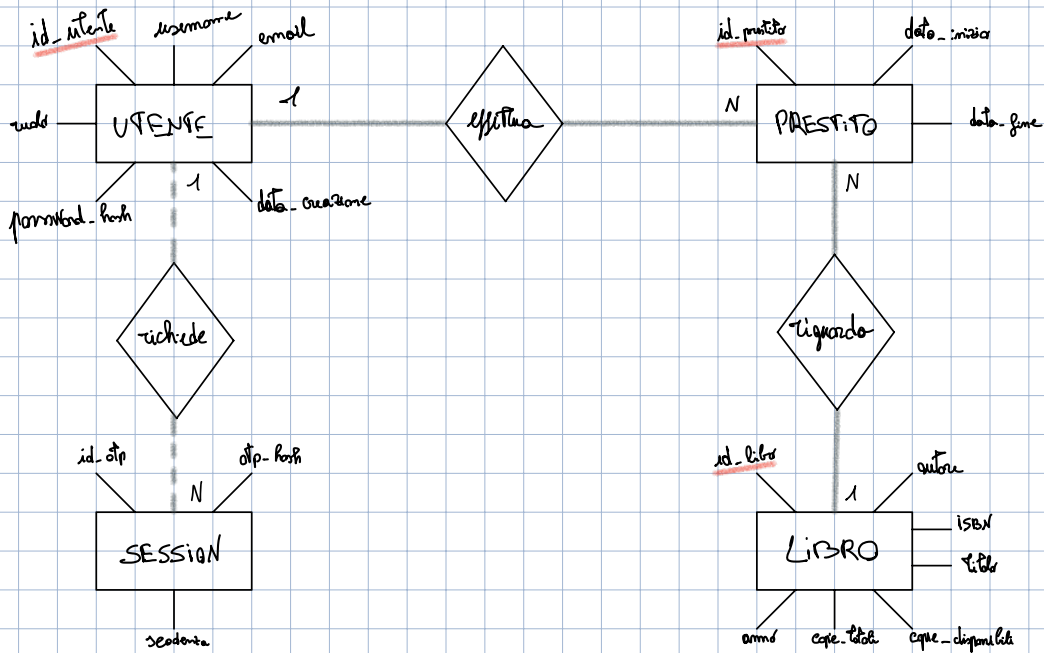 id_utente
username
email
ruolo
UTENTE
1
1
password_hash
data_creazione
effettua
id_prestito
data_inizio
N
PRESTITO
data_fine
N
richiede
riguarda
id_otp
otp_hash
N
SESSION
scadenza
id_libro
autore
1
LIBRO
ISBN
titolo
anno
copie_totali
copie_disponibili